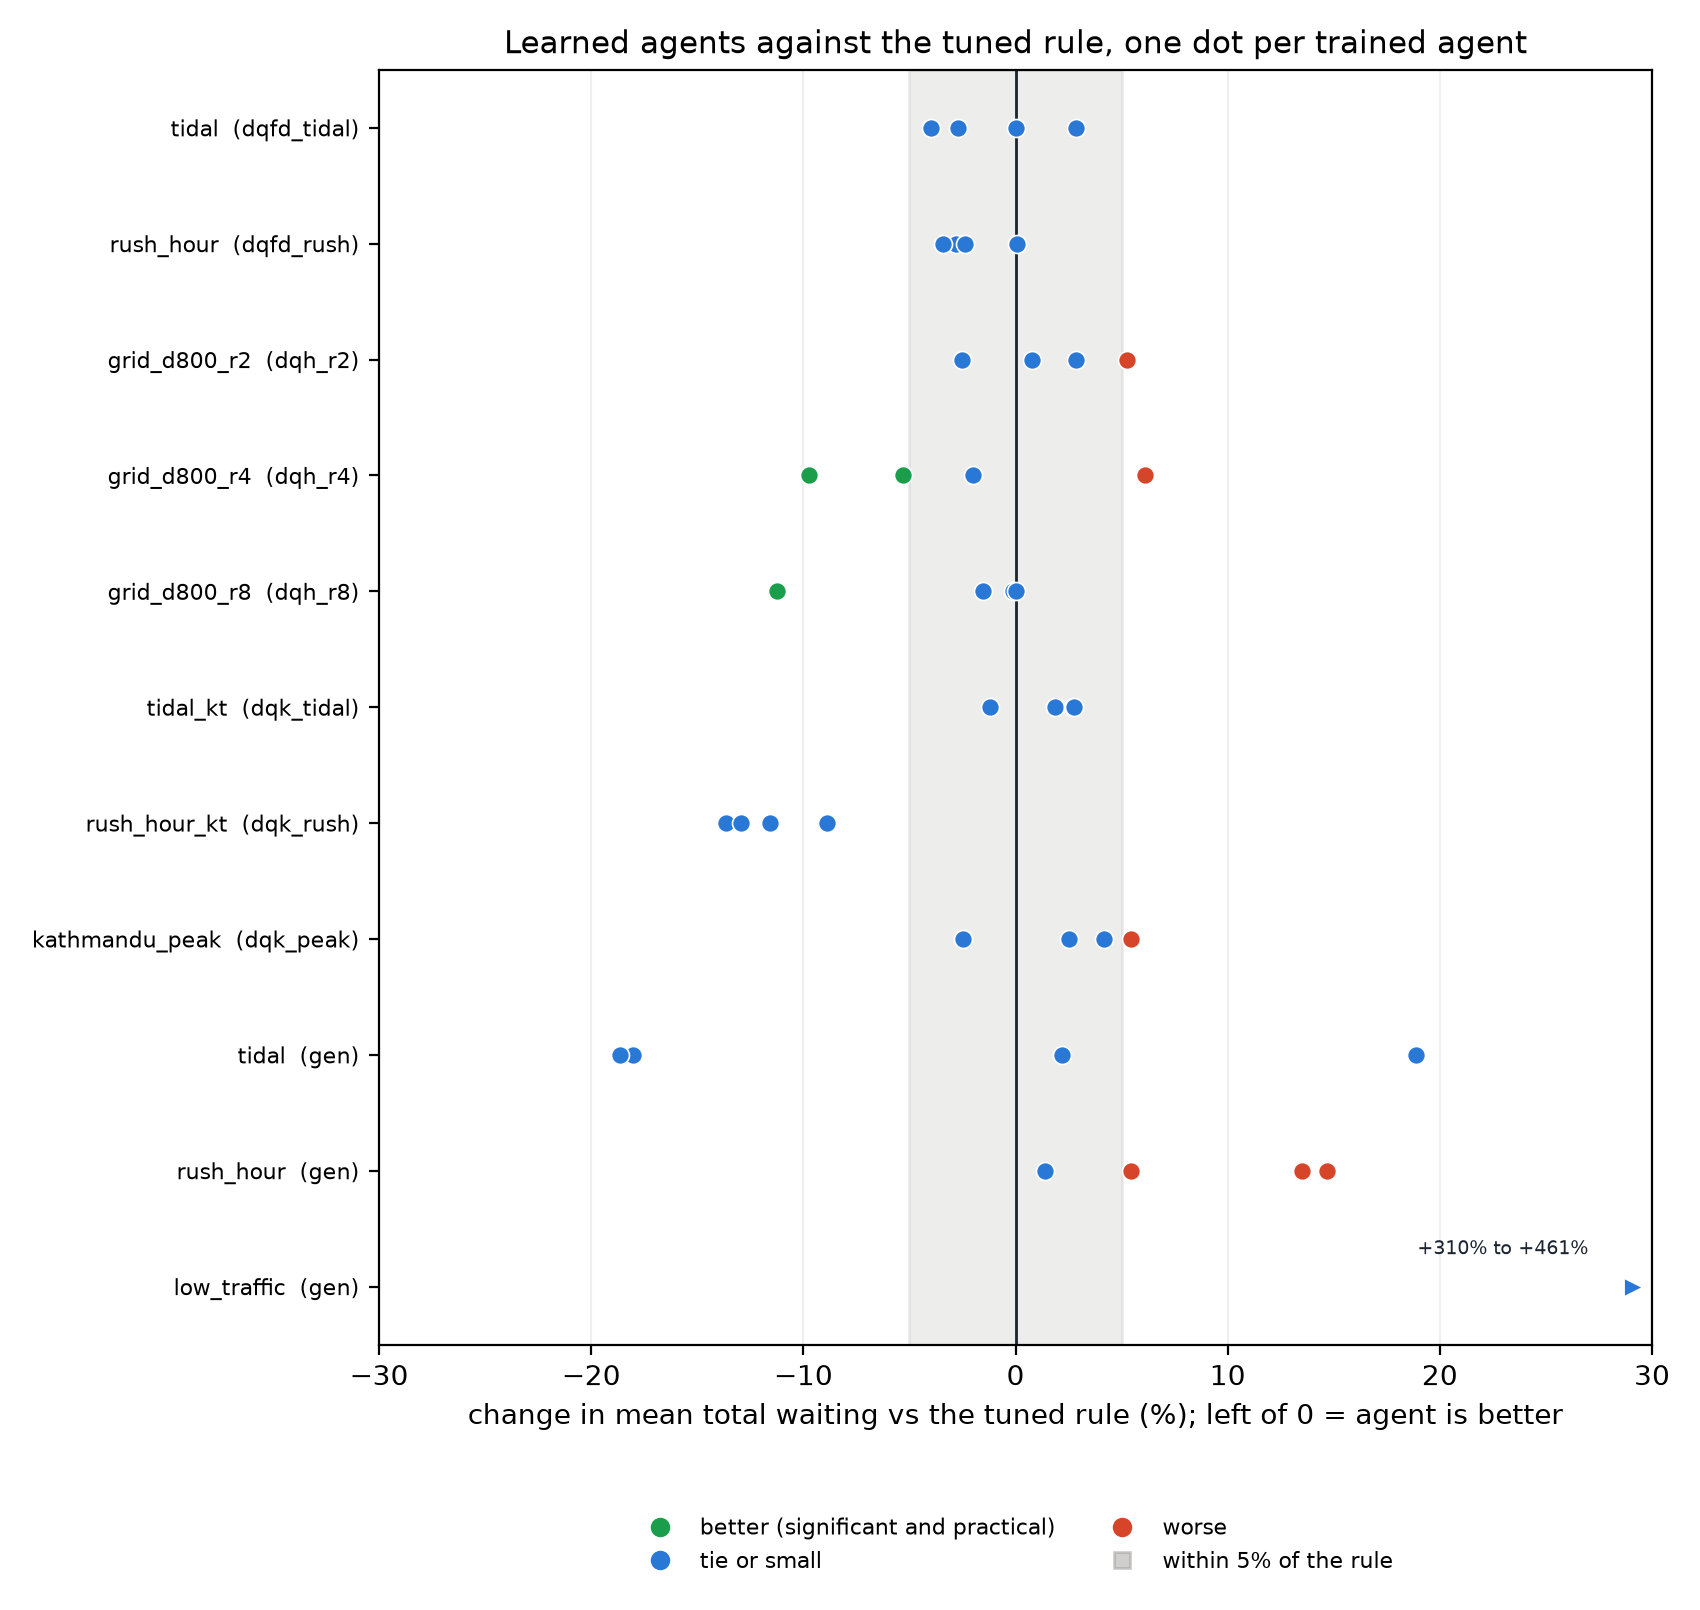 Learned agents against the tuned rule, one dot per trained agent
tidal (dqfd_tidal)
rush_hour (dqfd_rush)
grid_d800_r2 (dqh_r2)
grid_d800_r4 (dqh_r4)
grid_d800_r8 (dqh_r8)
tidal_kt (dqk_tidal)
rush_hour_kt (dqk_rush)
kathmandu_peak (dqk_peak)
tidal (gen)
rush_hour (gen)
+310% to +461%
low_traffic (gen)
−30 −20 −10 0 10 20 30
change in mean total waiting vs the tuned rule (%); left of 0 = agent is better
better (significant and practical) worse
tie or small within 5% of the rule